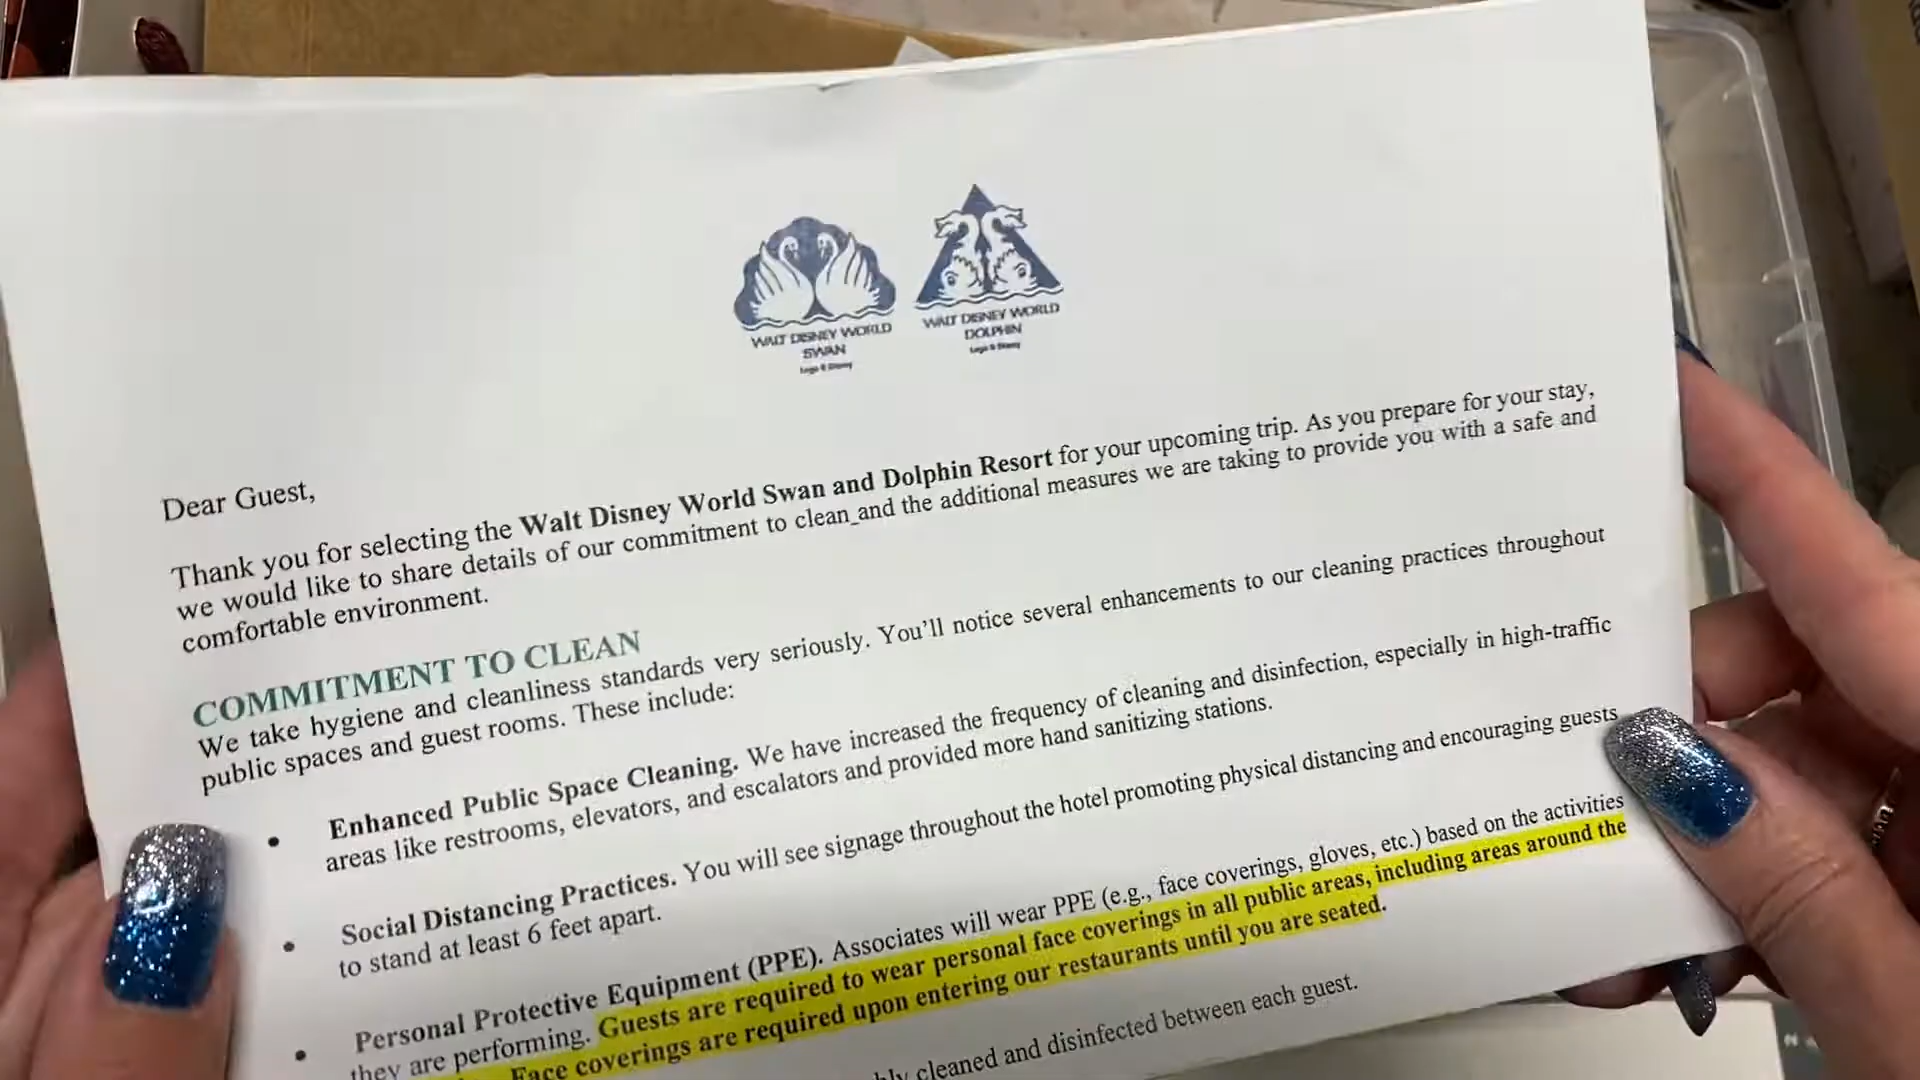 WALT DISNEY WORLD
SWAN
WALT DISNEY WORLD
DOLPHIN
Dear Guest,
Thank you for selecting the Walt Disney World Swan and Dolphin Resort for your upcoming trip. As you prepare for your stay,
we would like to share details of our commitment to clean and the additional measures we are taking to provide you with a safe and
comfortable environment.
COMMITMENT TO CLEAN
We take hygiene and cleanliness standards very seriously. You'll notice several enhancements to our cleaning practices throughout
public spaces and guest rooms. These include:
• Enhanced Public Space Cleaning. We have increased the frequency of cleaning and disinfection, especially in high-traffic
areas like restrooms, elevators, and escalators and provided more hand sanitizing stations.
• Social Distancing Practices. You will see signage throughout the hotel promoting physical distancing and encouraging guests
to stand at least 6 feet apart.
• Personal Protective Equipment (PPE). Associates will wear PPE (e.g., face coverings, gloves, etc.) based on the activities
they are performing. Guests are required to wear personal face coverings in all public areas, including areas around the
Face coverings are required upon entering our restaurants until you are seated.
cleaned and disinfected between each guest.